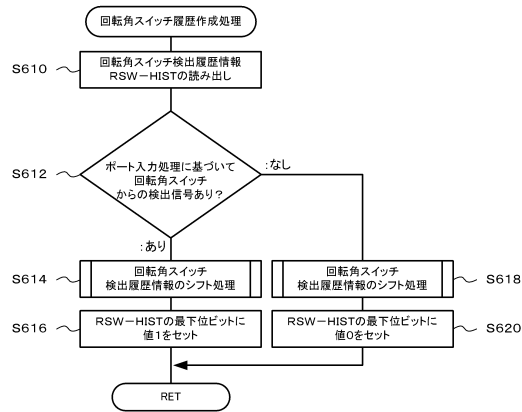 回転角スイッチ履歴作成処理
S610
回転角スイッチ検出履歴情報
RSW－HISTの読み出し
S612
ポート入力処理に基づいて
回転角スイッチ
からの検出信号あり？
:なし
:あり
S614
回転角スイッチ
検出履歴情報のシフト処理
回転角スイッチ
検出履歴情報のシフト処理
S618
S616
RSW－HISTの最下位ビットに
値1をセット
RSW－HISTの最下位ビットに
値0をセット
S620
RET